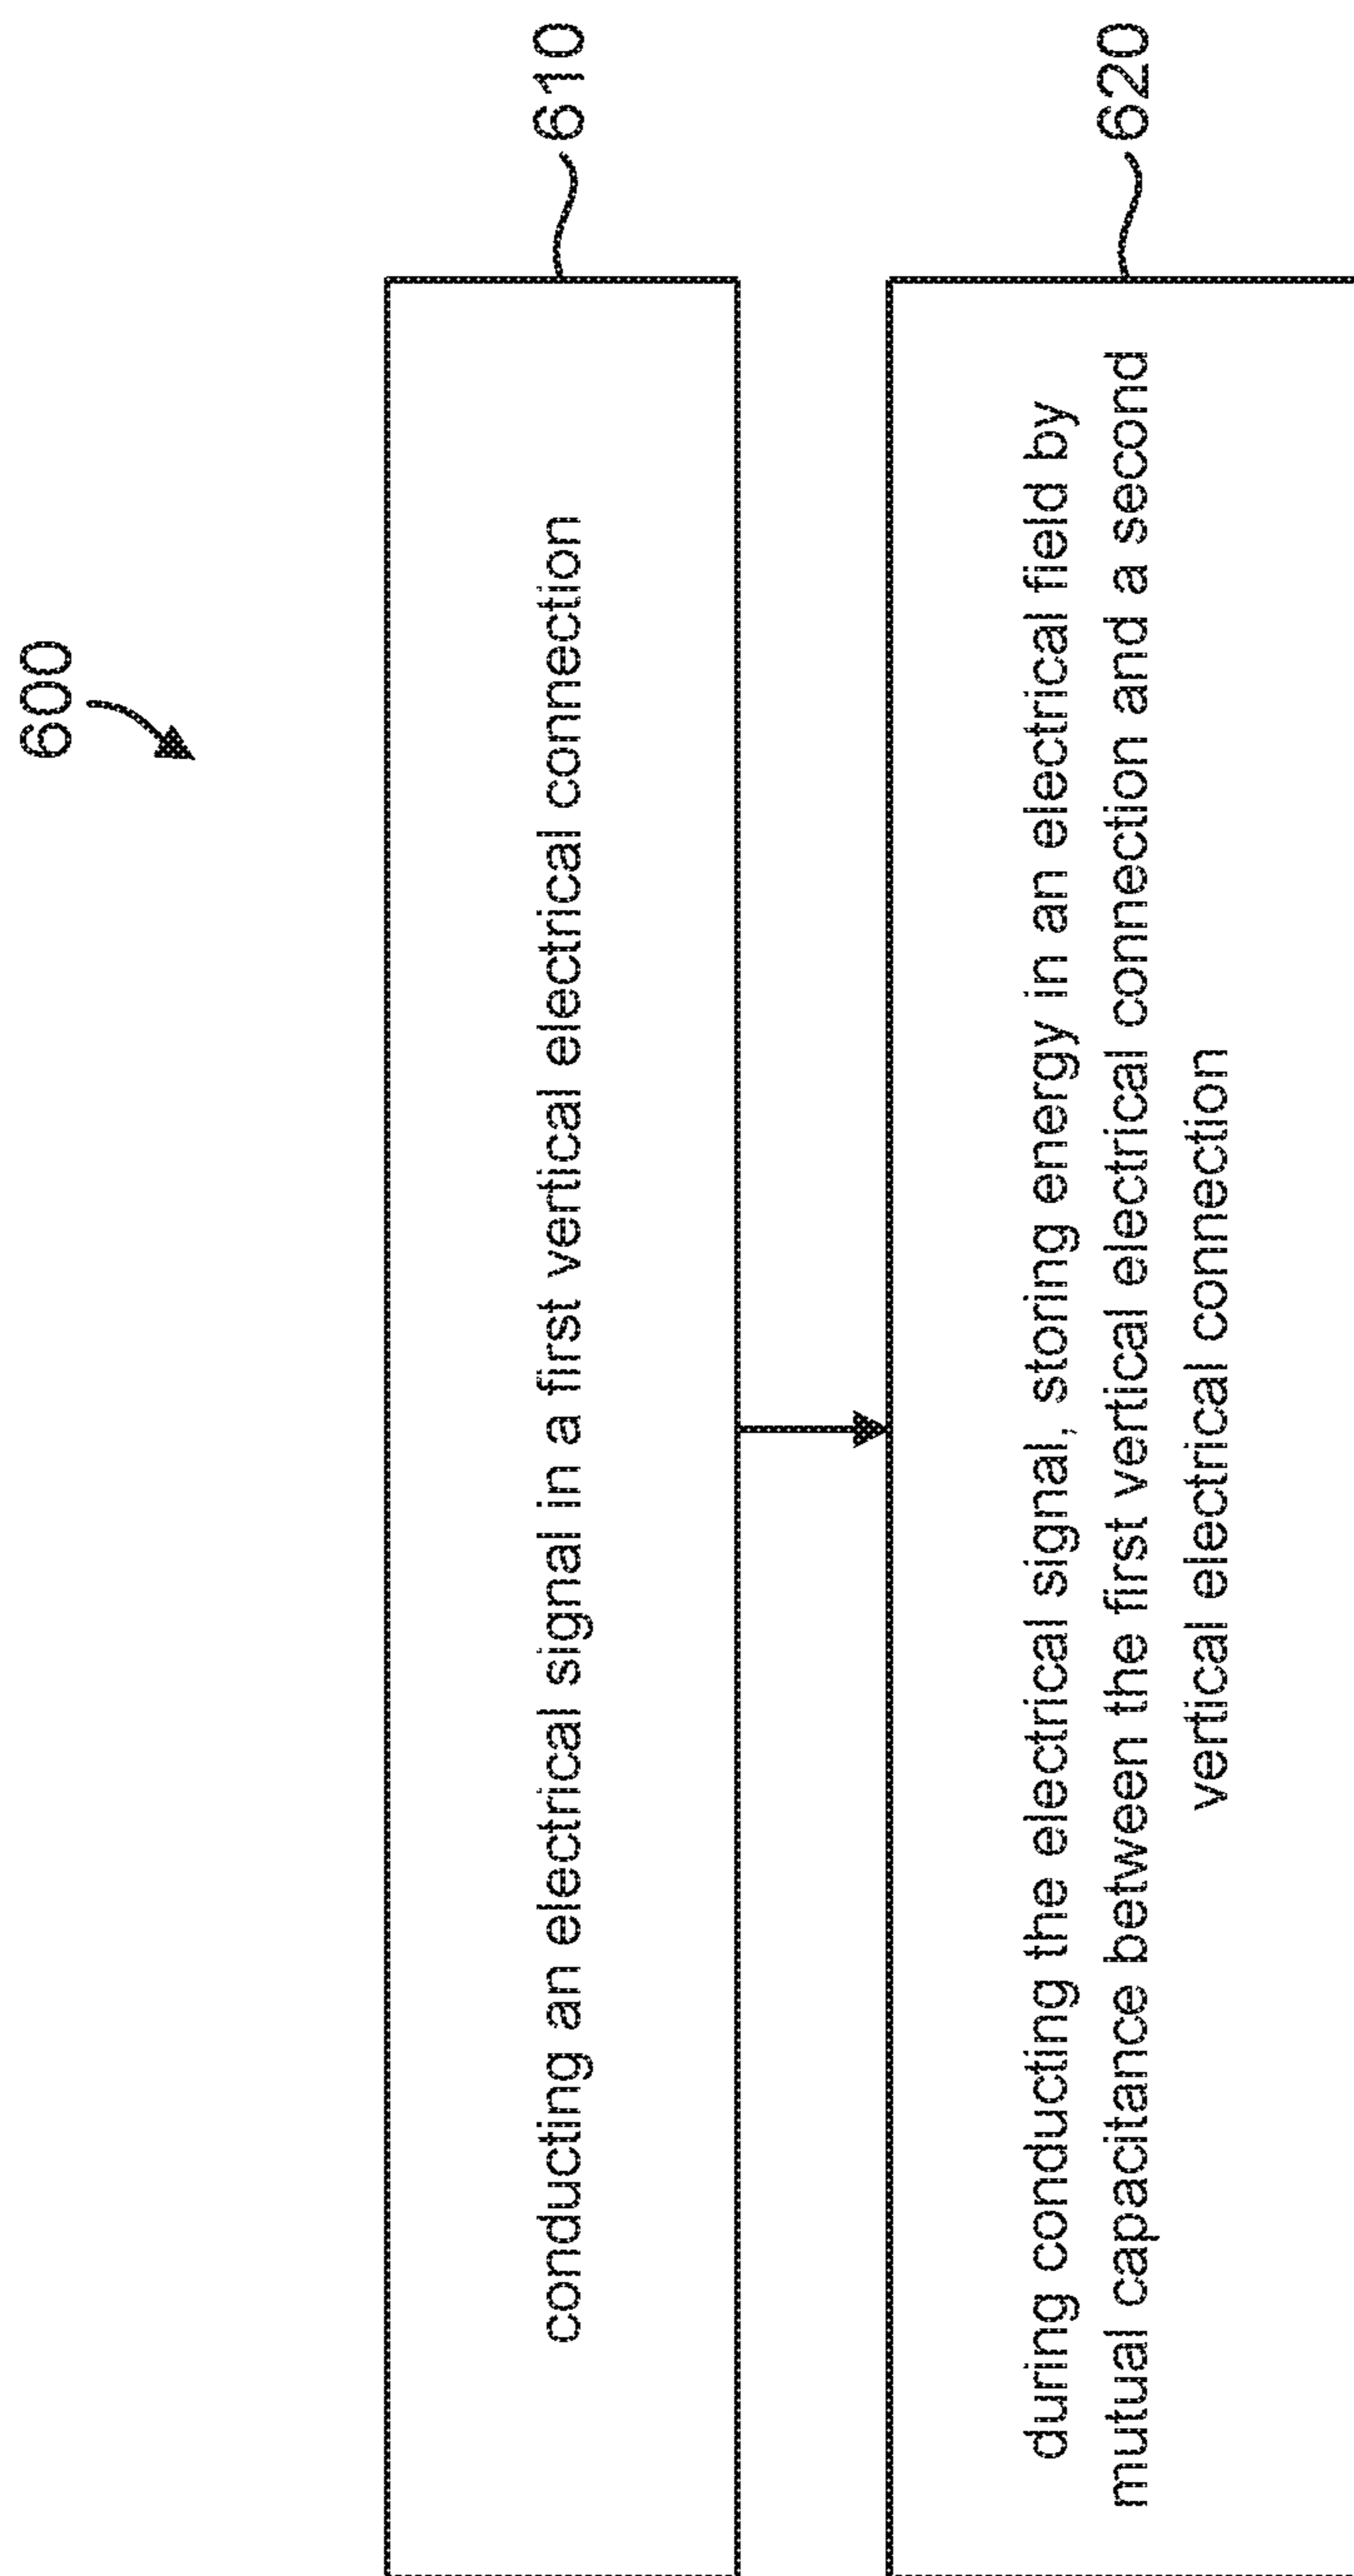 600
conducting an electrical signal in a first vertical electrical connection
610
during conducting the electrical signal, storing energy in an electrical field by
mutual capacitance between the first vertical electrical connection and a second
vertical electrical connection
620